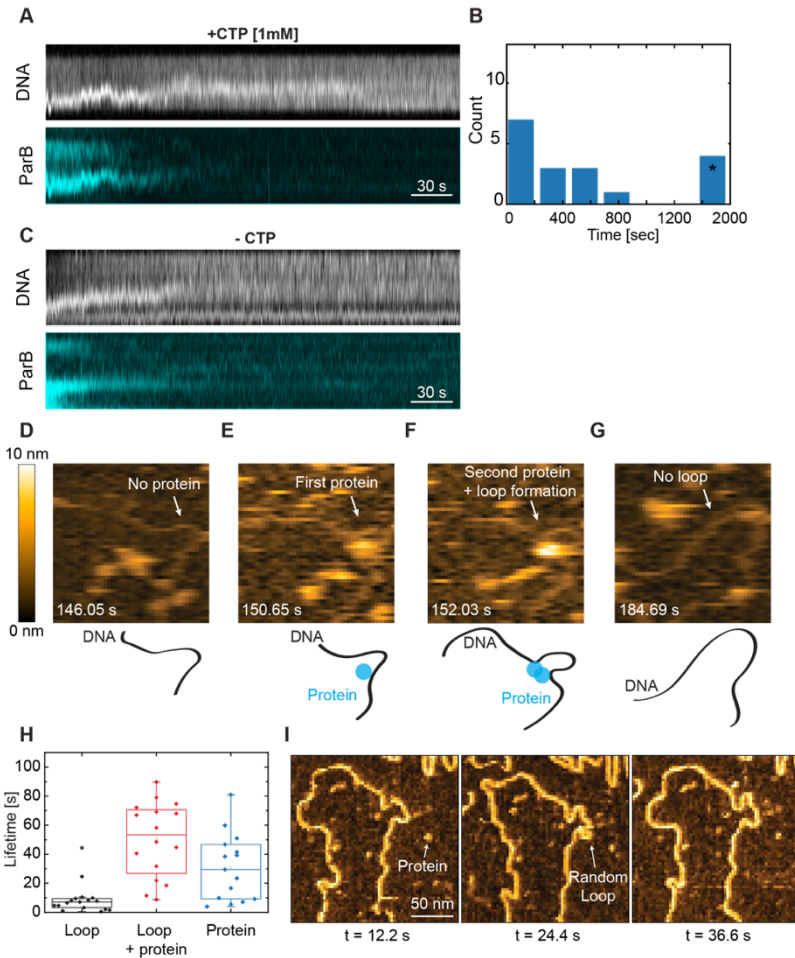 A
+CTP [1mM]
DNA
ParB
30 s
B
Count
10
5
0
*
0 400 800 1200 1600 2000
Time [sec]
C
- CTP
DNA
ParB
30 s
D
10 nm
0 nm
No protein
146.05 s
DNA
E
First protein
150.65 s
DNA
Protein
F
Second protein
+ loop formation
152.03 s
DNA
Protein
G
No loop
184.69 s
DNA
H
Lifetime [s]
100
80
60
40
20
0
Loop
Loop
+ protein
Protein
I
Protein
50 nm
t = 12.2 s
Random
Loop
t = 24.4 s
t = 36.6 s